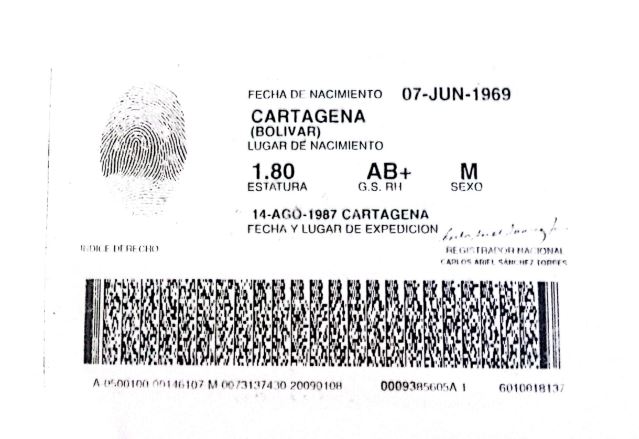 FECHA DE NACIMIENTO 07-JUN-1969
CARTAGENA
(BOLIVAR)
LUGAR DE NACIMIENTO
1.80 AB+ M
ESTATURA G.S. RH SEXO
14-AGO-1987 CARTAGENA
FECHA Y LUGAR DE EXPEDICION
INDICE DERECHO
REGISTRADOR NACIONAL
CARLOS ARIEL SÁNCHEZ TORRES
A 0500100 00146107 M 0073137430 20090108 0009385605A 1 6010018137